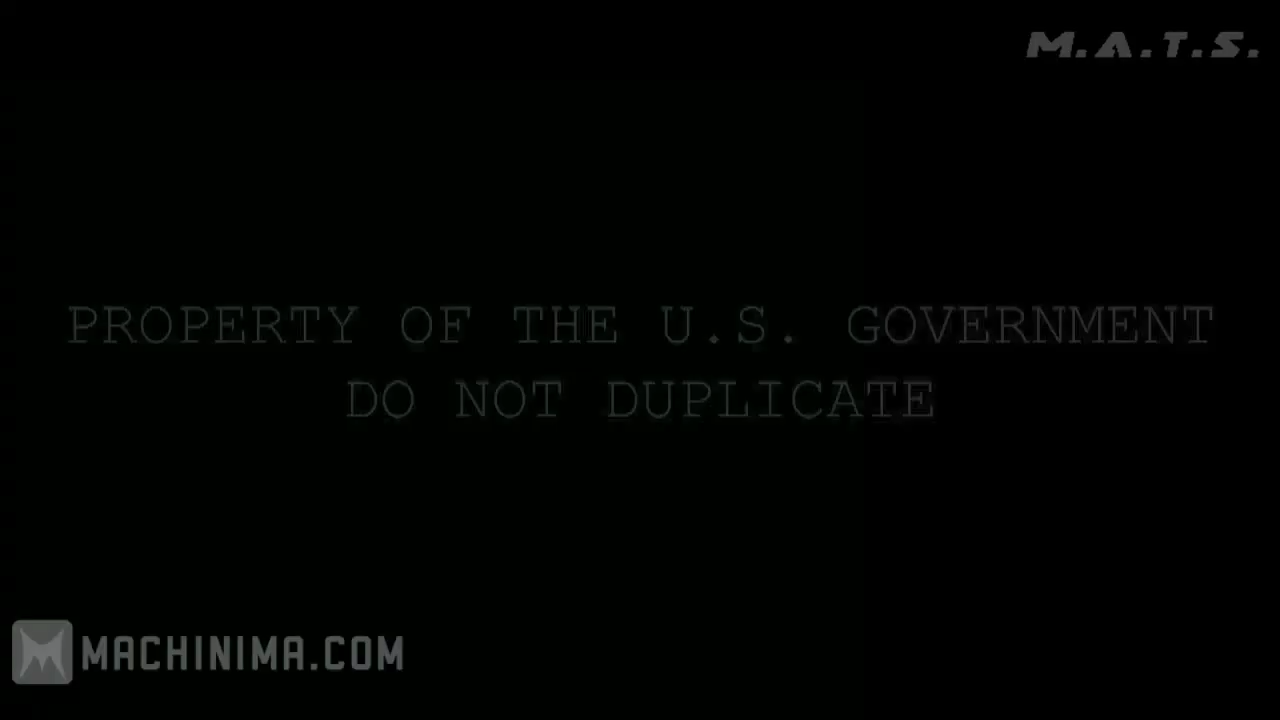 M.A.T.S.
PROPERTY OF THE U.S. GOVERNMENT
DO NOT DUPLICATE
MACHINIMA.COM